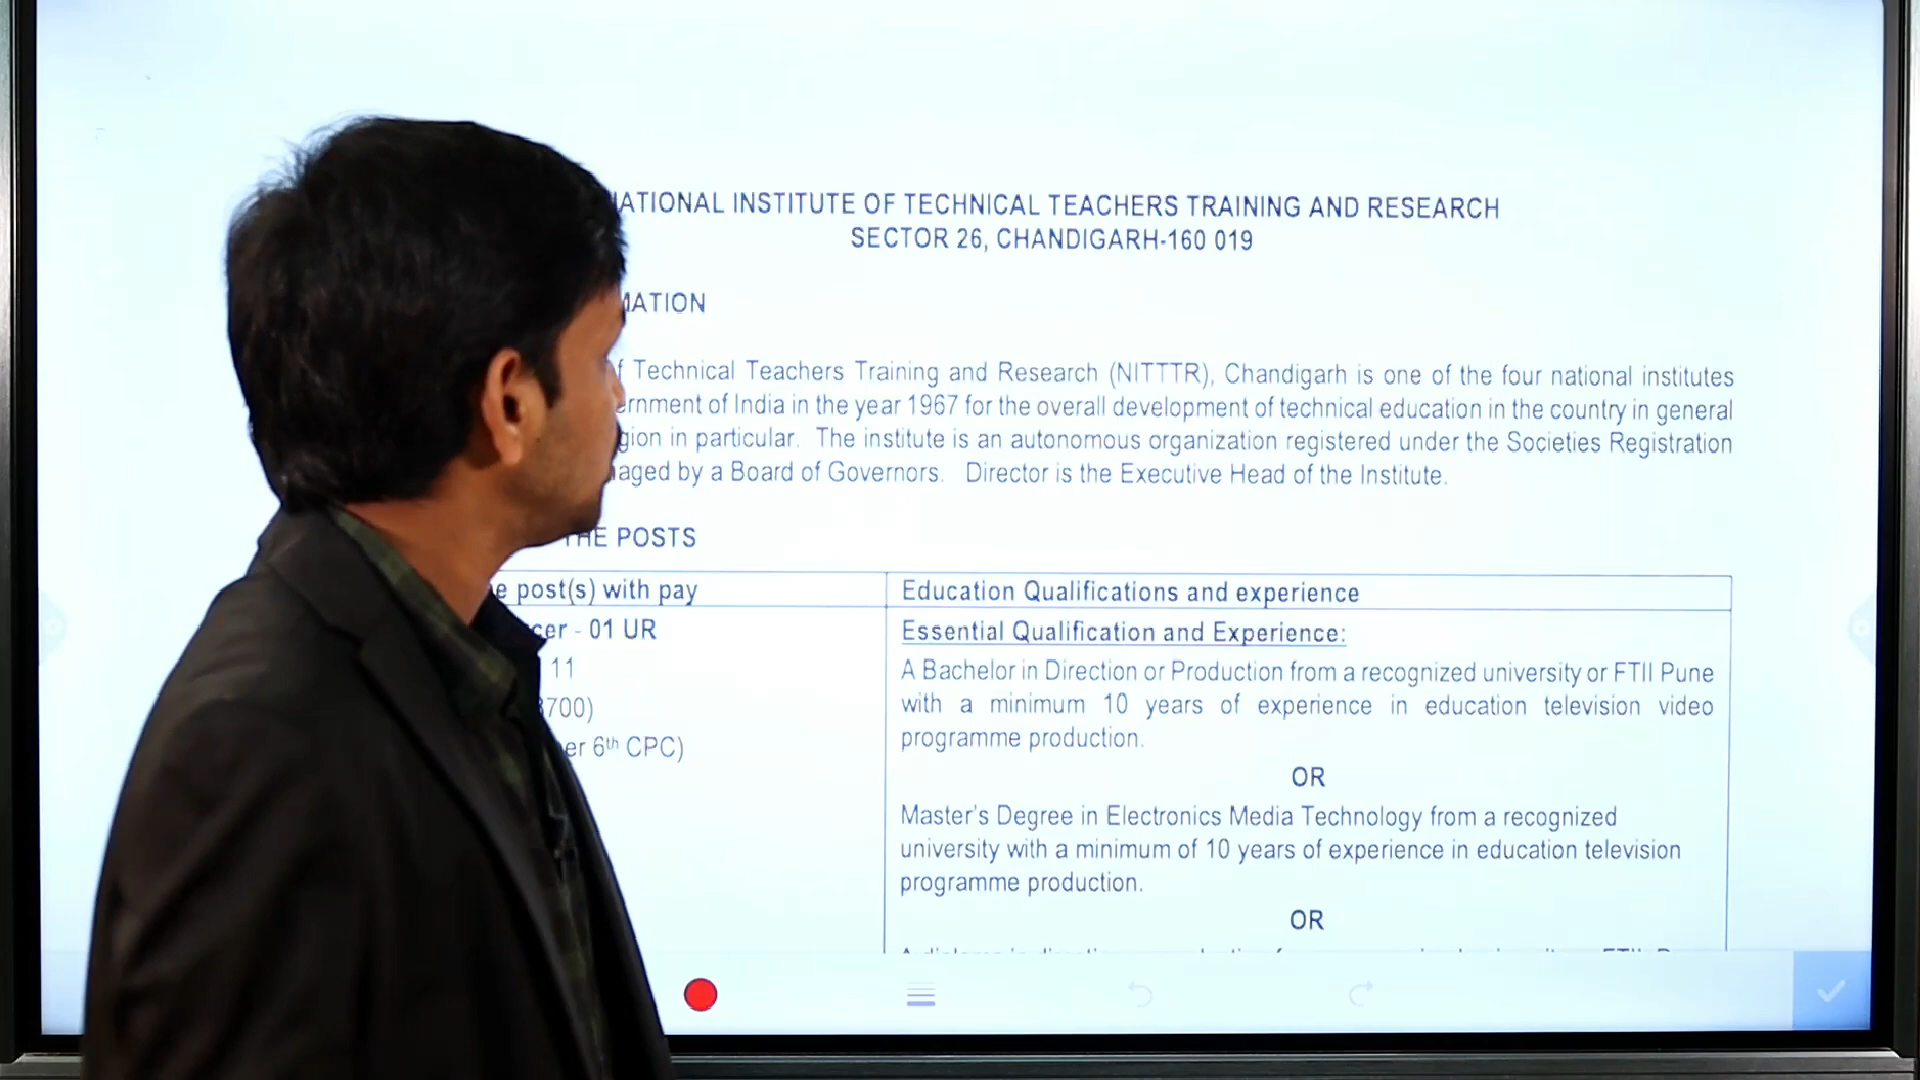 NATIONAL INSTITUTE OF TECHNICAL TEACHERS TRAINING AND RESEARCH
SECTOR 26, CHANDIGARH-160 019
MATION
f Technical Teachers Training and Research (NITTTR), Chandigarh is one of the four national institutes
ernment of India in the year 1967 for the overall development of technical education in the country in general
gion in particular. The institute is an autonomous organization registered under the Societies Registration
naged by a Board of Governors. Director is the Executive Head of the Institute.
THE POSTS
e post(s) with pay
Education Qualifications and experience
cer - 01 UR
11
3700)
er 6th CPC)
Essential Qualification and Experience:
A Bachelor in Direction or Production from a recognized university or FTII Pune
with a minimum 10 years of experience in education television video
programme production.
OR
Master's Degree in Electronics Media Technology from a recognized
university with a minimum of 10 years of experience in education television
programme production.
OR